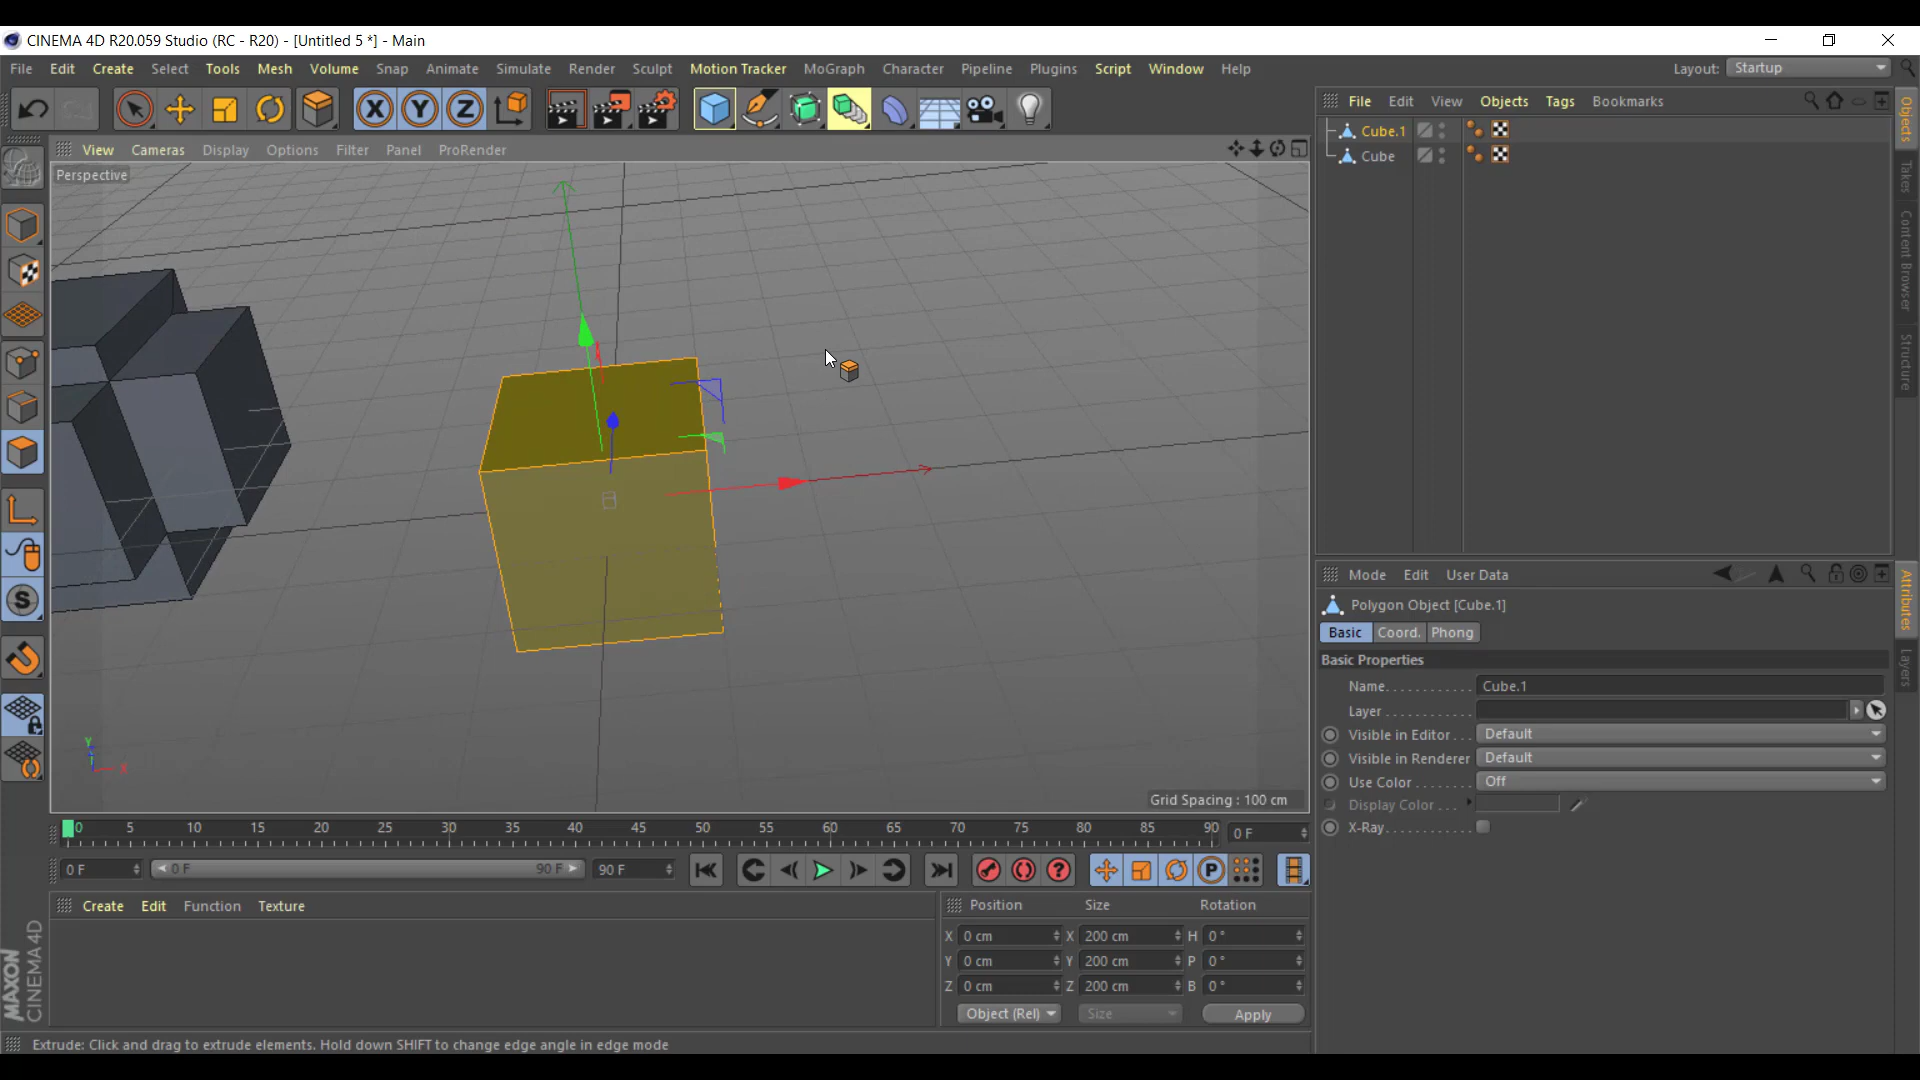 CINEMA 4D R20.059 Studio (RC - R20) - [Untitled 5 *] - Main
File Edit Create Select Tools Mesh Volume Snap Animate Simulate Render Sculpt Motion Tracker MoGraph Character Pipeline Plugins Script Window Help Layout: Startup
X Y Z
File Edit View Objects Tags Bookmarks
Cube.1
Cube
View Cameras Display Options Filter Panel ProRender
Perspective
Y
X
Grid Spacing : 100 cm
S
Objects
Takes
Content Browser
Structure
Attributes
Layers
Mode Edit User Data
Polygon Object [Cube.1]
Basic Coord. Phong
Basic Properties
Name. . . . . . . . . . . Cube.1
Layer . . . . . . . . . . .
Visible in Editor . . . Default
Visible in Renderer Default
Use Color . . . . . . . Off
Display Color . . .
X-Ray. . . . . . . . . . .
0 5 10 15 20 25 30 35 40 45 50 55 60 65 70 75 80 85 90 0 F
0 F 0 F 90 F 90 F P
Create Edit Function Texture
Position Size Rotation
X 0 cm X 200 cm H 0 °
Y 0 cm Y 200 cm P 0 °
Z 0 cm Z 200 cm B 0 °
Object (Rel) Size Apply
MAXON
CINEMA 4D
Extrude: Click and drag to extrude elements. Hold down SHIFT to change edge angle in edge mode